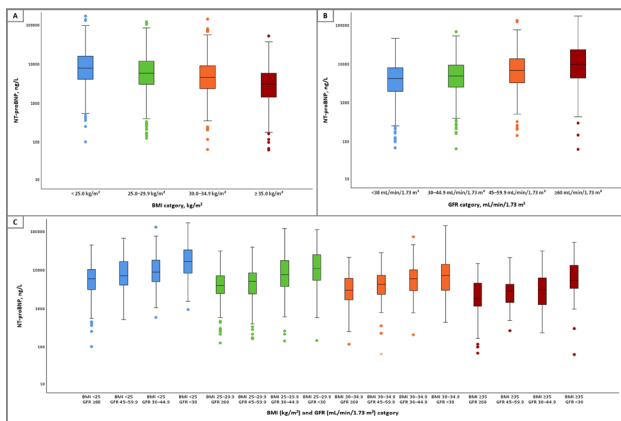 A
NT-proBNP, ng/L
100000
10000
1000
100
10
< 25.0 kg/m²
25.0–29.9 kg/m²
30.0–34.9 kg/m²
≥35.0 kg/m²
BMI catgory, kg/m²
B
NT-proBNP, ng/L
100000
10000
1000
100
10
<30 mL/min/1.73 m²
30–44.9 mL/min/1.73 m²
45–59.9 mL/min/1.73 m²
≥60 mL/min/1.73 m²
GFR catgory, mL/min/1.73 m²
C
NT-proBNP, ng/L
100000
10000
1000
100
10
BMI <25 BMI <25 BMI <25 BMI <25 BMI 25–29.9 BMI 25–29.9 BMI 25–29.9 BMI 25–29.9 BMI 30–34.9 BMI 30–34.9 BMI 30–34.9 BMI 30–34.9 BMI ≥35 BMI ≥35 BMI ≥35 BMI ≥35
GFR ≥60 GFR 45–59.9 GFR 30–44.9 GFR <30 GFR ≥60 GFR 45–59.9 GFR 30–44.9 GFR <30 GFR ≥60 GFR 45–59.9 GFR 30–44.9 GFR <30 GFR ≥60 GFR 45–59.9 GFR 30–44.9 GFR <30
BMI (kg/m²) and GFR (mL/min/1.73 m²) catgory